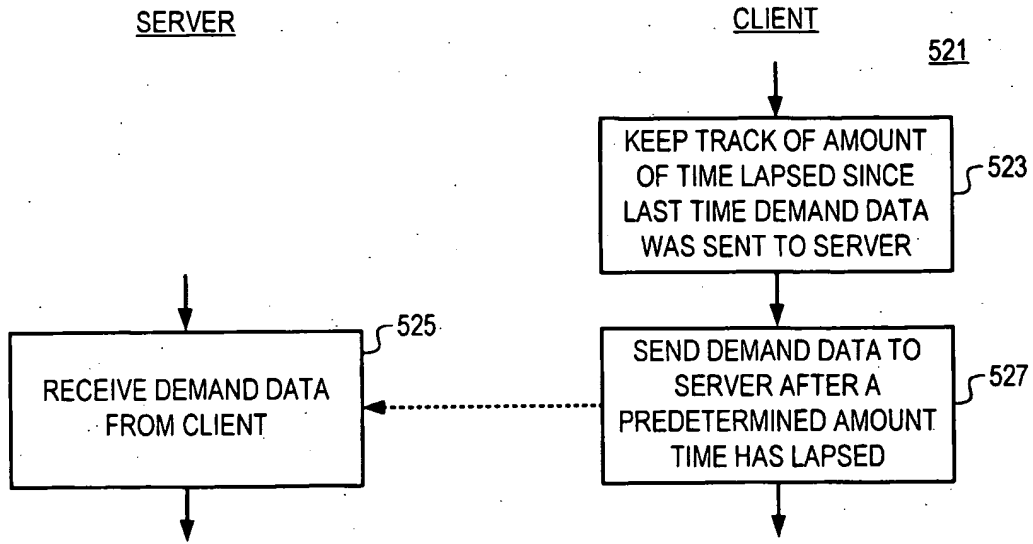 SERVER
CLIENT
521
KEEP TRACK OF AMOUNT
OF TIME LAPSED SINCE
LAST TIME DEMAND DATA
WAS SENT TO SERVER
523
525
RECEIVE DEMAND DATA
FROM CLIENT
SEND DEMAND DATA TO
SERVER AFTER A
PREDETERMINED AMOUNT
TIME HAS LAPSED
527